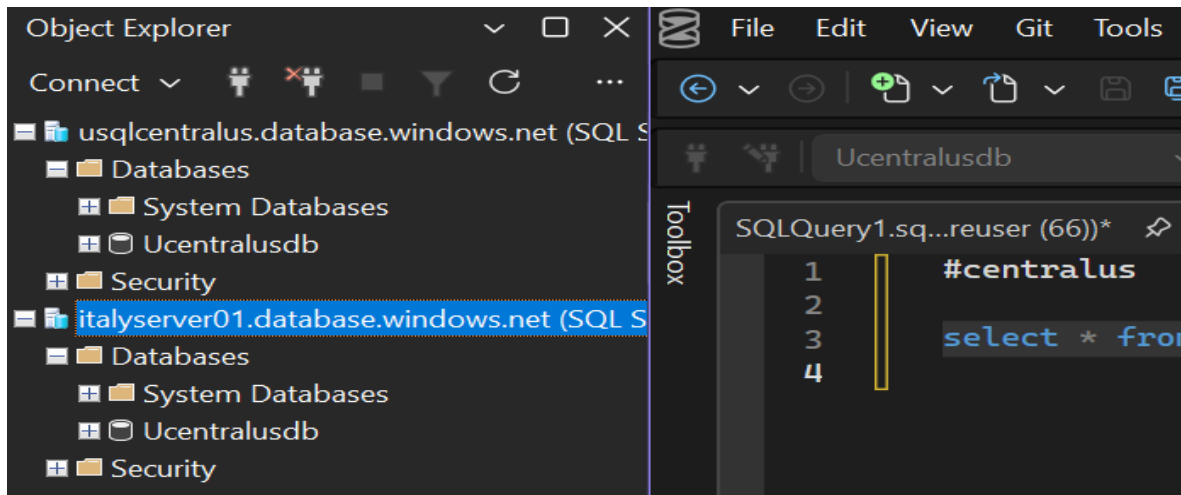 Object Explorer
Connect
usqlcentralus.database.windows.net (SQL S
Databases
System Databases
Ucentralusdb
Security
italyserver01.database.windows.net (SQL S
Databases
System Databases
Ucentralusdb
Security
File Edit View Git Tools
Ucentralusdb
Toolbox
SQLQuery1.sq...reuser (66))*
1 #centralus
2
3 select * from
4